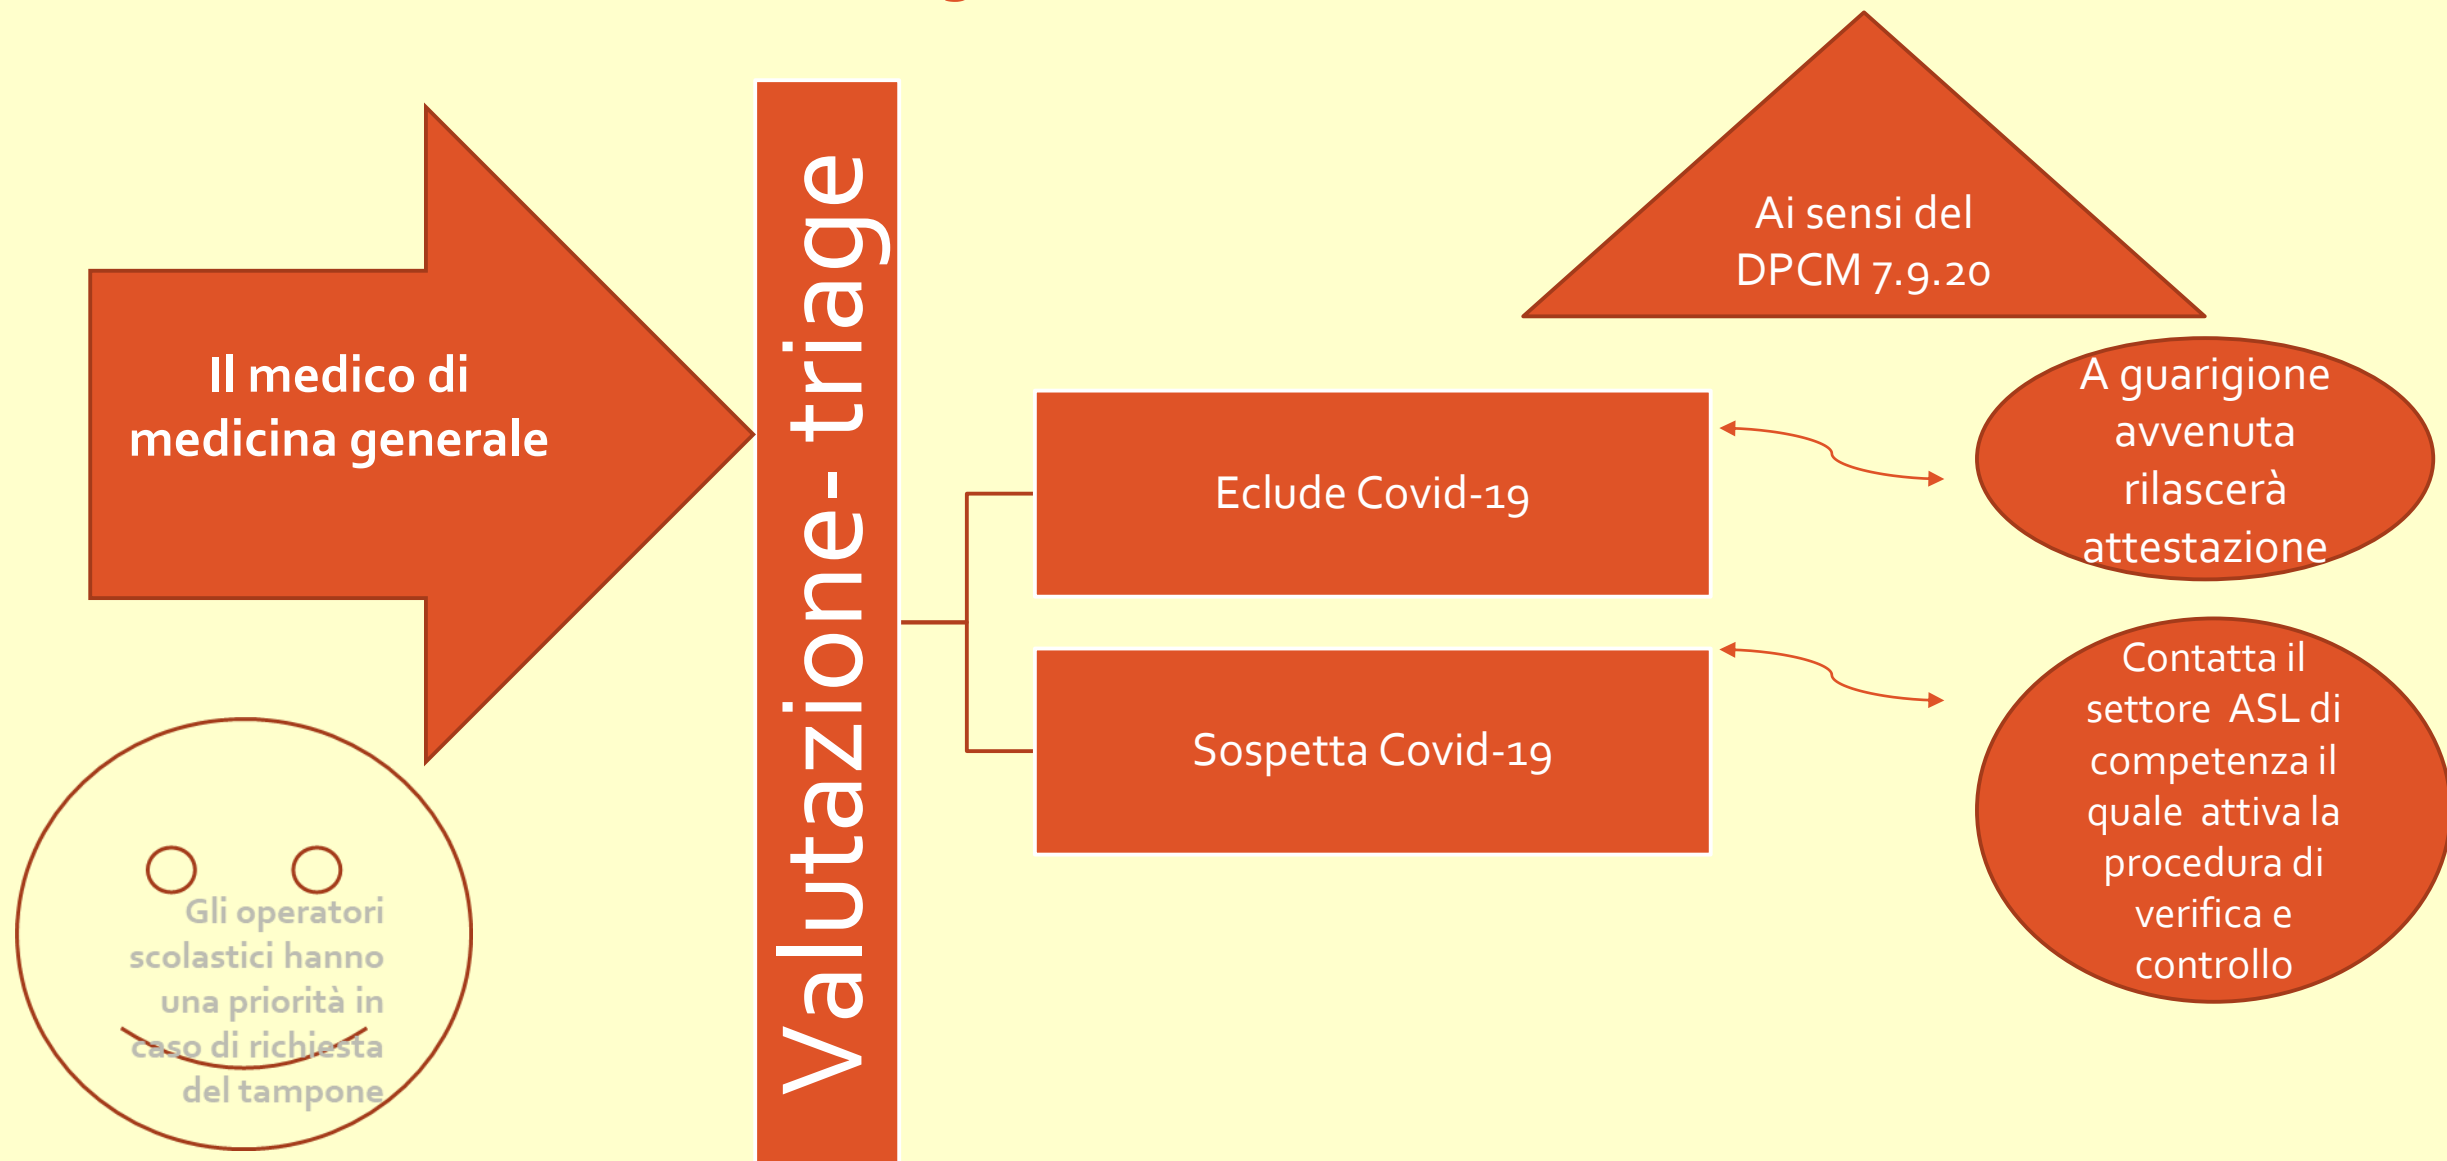 Il medico di
medicina generale
Valutazione- triage
Ai sensi del
DPCM 7.9.20
Eclude Covid-19
A guarigione
avvenuta
rilascerà
attestazione
Sospetta Covid-19
Contatta il
settore ASL di
competenza il
quale attiva la
procedura di
verifica e
controllo
Gli operatori
scolastici hanno
una priorità in
caso di richiesta
del tampone